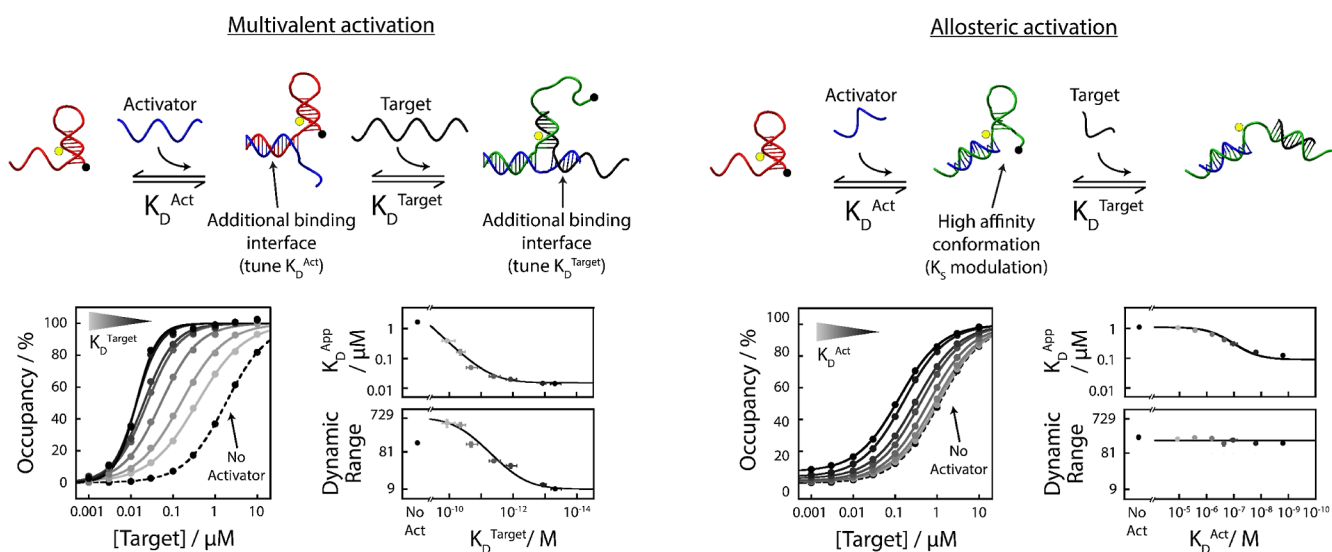 Multivalent activation
Activator
K_D^Act
Additional binding
interface
(tune K_D^Act)
Target
K_D^Target
Additional binding
interface
(tune K_D^Target)
Occupancy / %
100
80
60
40
20
0
K_D^Target
No
Activator
0.001 0.01 0.1 1 10
[Target] / μM
K_D^App
/ μM
1
0.1
0.01
Dynamic
Range
729
81
9
No
Act
10^-10 10^-12 10^-14
K_D^Target / M
Allosteric activation
Activator
K_D^Act
High affinity
conformation
(K_S modulation)
Target
K_D^Target
Occupancy / %
100
80
60
40
20
0
K_D^Act
No
Activator
0.001 0.01 0.1 1 10
[Target] / μM
K_D^App
/ μM
1
0.1
0.01
Dynamic
Range
729
81
9
No
Act
10^-5 10^-6 10^-7 10^-8 10^-9 10^-10
K_D^Act / M